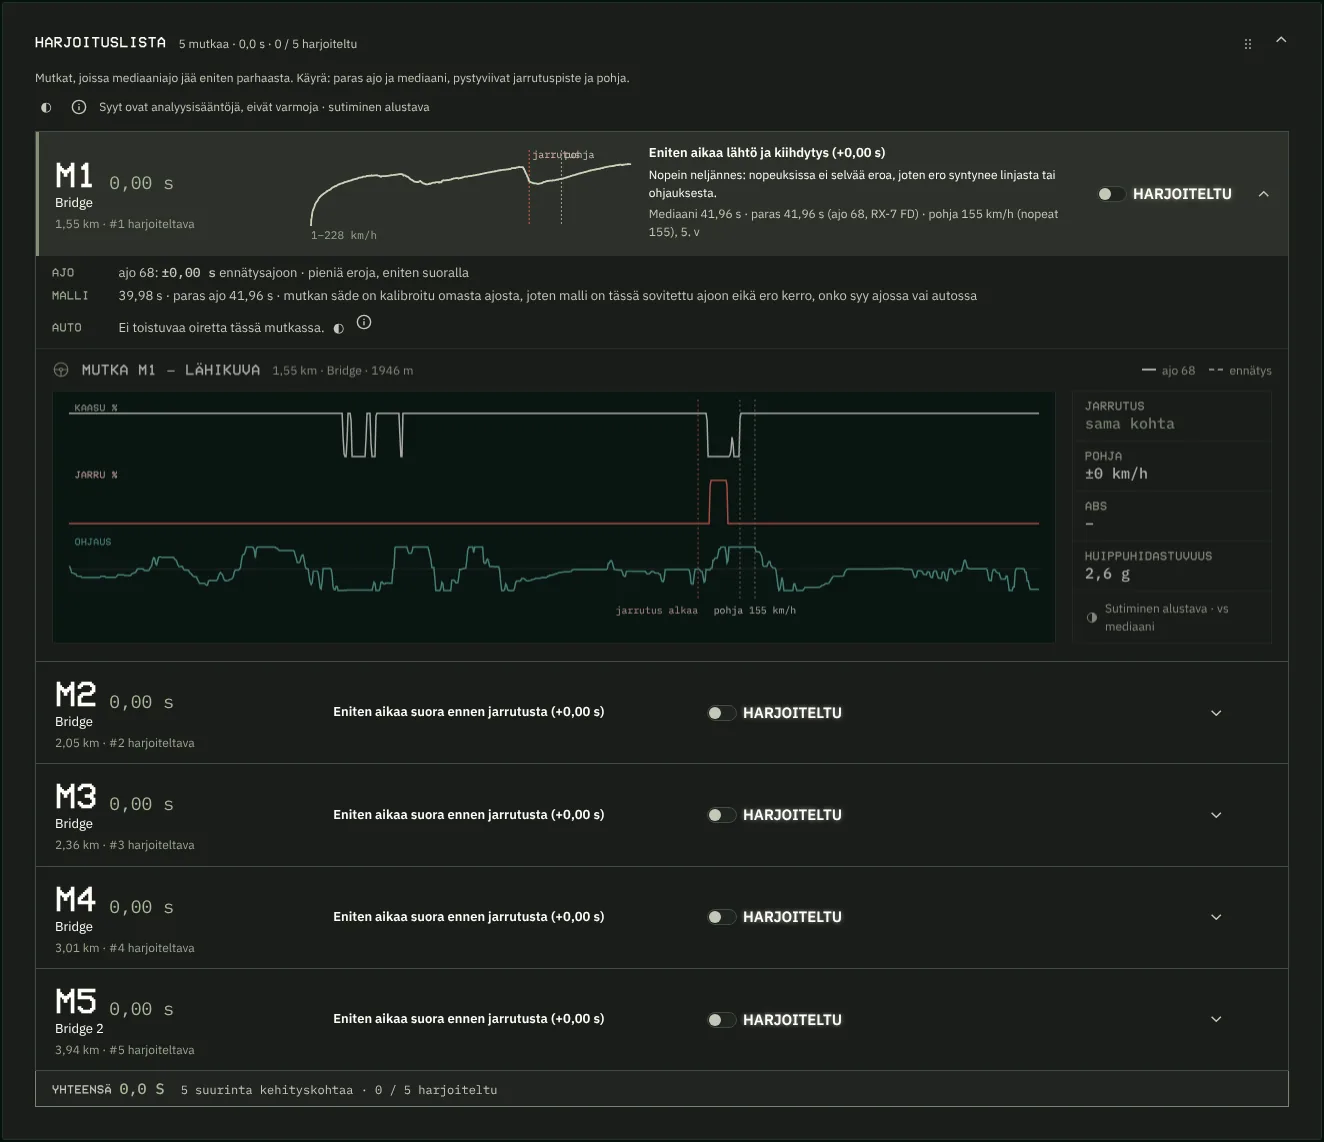 HARJOITUSLISTA 5 mutkaa · 0,0 s · 0 / 5 harjoiteltu
Mutkat, joissa mediaaniajo jää eniten parhaasta. Käyrä: paras ajo ja mediaani, pystyviivat jarrutuspiste ja pohja.
Syyt ovat analyysisääntöjä, eivät varmoja · sutiminen alustava
M1 0,00 s
Bridge
1,55 km · #1 harjoiteltava
jarrutus pohja
1–228 km/h
Eniten aikaa lähtö ja kiihdytys (+0,00 s)
Nopein neljännes: nopeuksissa ei selvää eroa, joten ero syntynee linjasta tai
ohjauksesta.
Mediaani 41,96 s · paras 41,96 s (ajo 68, RX-7 FD) · pohja 155 km/h (nopeat
155), 5. v
HARJOITELTU
AJO ajo 68: ±0,00 s ennätysajoon · pieniä eroja, eniten suoralla
MALLI 39,98 s · paras ajo 41,96 s · mutkan säde on kalibroitu omasta ajosta, joten malli on tässä sovitettu ajoon eikä ero kerro, onko syy ajossa vai autossa
AUTO Ei toistuvaa oiretta tässä mutkassa.
MUTKA M1 – LÄHIKUVA 1,55 km · Bridge · 1946 m
ajo 68 ennätys
KAASU %
JARRU %
OHJAUS
jarrutus alkaa pohja 155 km/h
JARRUTUS
sama kohta
POHJA
±0 km/h
ABS
–
HUIPPUHIDASTUVUUS
2,6 g
Sutiminen alustava · vs
mediaani
M2 0,00 s
Bridge
2,05 km · #2 harjoiteltava
Eniten aikaa suora ennen jarrutusta (+0,00 s)
HARJOITELTU
M3 0,00 s
Bridge
2,36 km · #3 harjoiteltava
Eniten aikaa suora ennen jarrutusta (+0,00 s)
HARJOITELTU
M4 0,00 s
Bridge
3,01 km · #4 harjoiteltava
Eniten aikaa suora ennen jarrutusta (+0,00 s)
HARJOITELTU
M5 0,00 s
Bridge 2
3,94 km · #5 harjoiteltava
Eniten aikaa suora ennen jarrutusta (+0,00 s)
HARJOITELTU
YHTEENSÄ 0,0 S 5 suurinta kehityskohtaa · 0 / 5 harjoiteltu